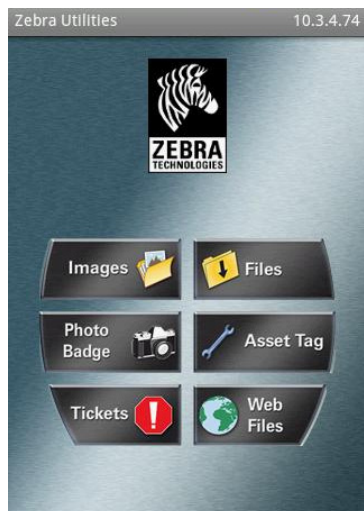 Zebra Utilities 10.3.4.74
ZEBRA
TECHNOLOGIES
Images
Files
Photo
Badge
Asset Tag
Tickets
Web
Files